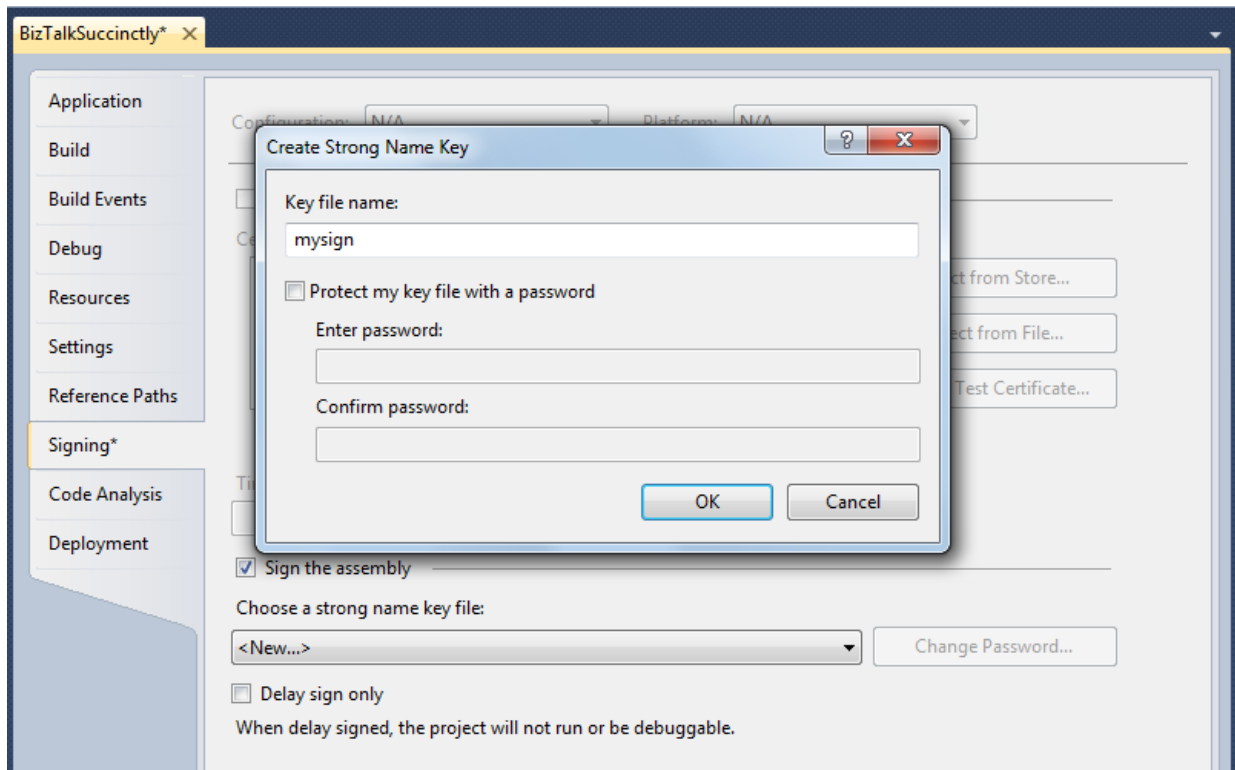 BizTalkSuccinctly*
Application
Build
Build Events
Debug
Resources
Settings
Reference Paths
Signing*
Code Analysis
Deployment
Configuration: N/A Platform: N/A
Create Strong Name Key
Key file name:
mysign
Protect my key file with a password
Enter password:
Confirm password:
OK Cancel
ct from Store...
ect from File...
Test Certificate...
Sign the assembly
Choose a strong name key file:
<New...> Change Password...
Delay sign only
When delay signed, the project will not run or be debuggable.